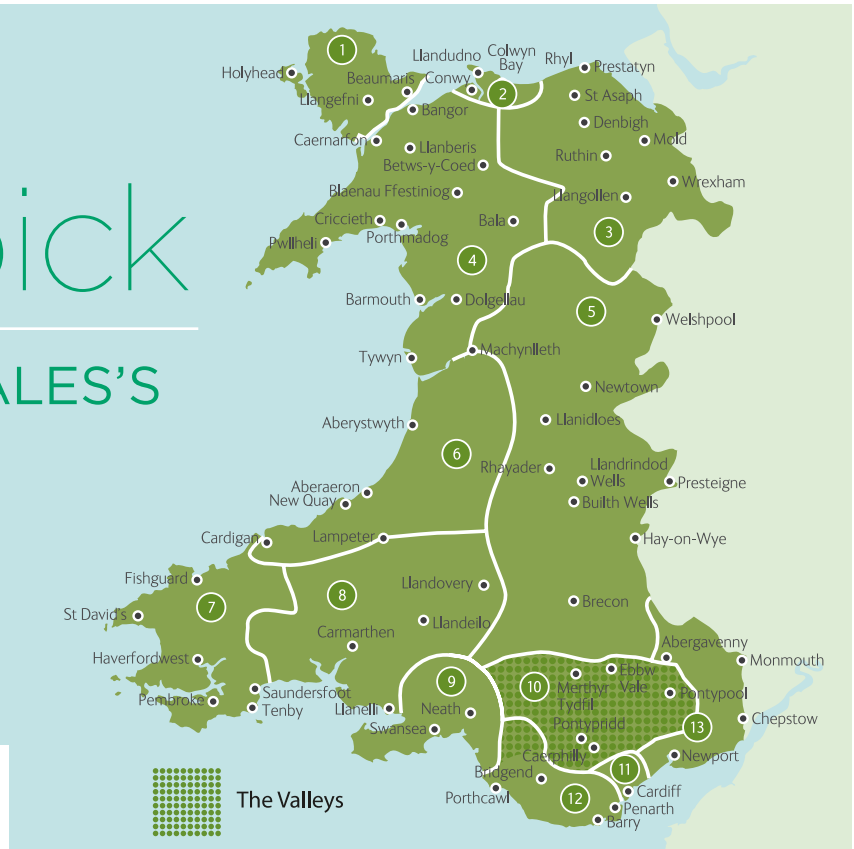 pick
ALES'S
1
Holyhead
Beaumaris
Llangefni
Llandudno
Conwy
Colwyn
Bay
Rhyl
Prestatyn
2
St Asaph
Bangor
Denbigh
Caernarfon
Llanberis
Mold
Betws-y-Coed
Ruthin
Blaenau Ffestiniog
Llangollen
Wrexham
Criccieth
Porthmadog
Bala
Pwllheli
3
4
Barmouth
Dolgellau
5
Welshpool
Tywyn
Machynlleth
Newtown
Aberystwyth
Llanidloes
6
Rhayader
Llandrindod
Wells
Presteigne
Aberaeron
New Quay
Builth Wells
Cardigan
Lampeter
Hay-on-Wye
Fishguard
Llandovery
7
8
Brecon
St David's
Llandeilo
Carmarthen
Abergavenny
Haverfordwest
Monmouth
9
10
Merthyr
Tydfil
Ebbw
Vale
Pontypool
Pembroke
Saundersfoot
Tenby
Llanelli
Neath
Swansea
Pontypridd
13
Chepstow
Caerphilly
Newport
Bridgend
11
Porthcawl
12
Cardiff
Penarth
Barry
The Valleys